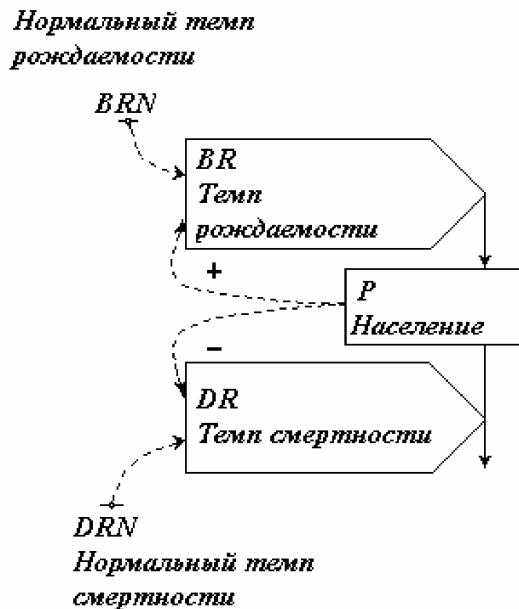 Нормальный темп
рождаемости
BRN
BR
Темп
рождаемости
+
P
Население
−
DR
Темп смертности
DRN
Нормальный темп
смертности